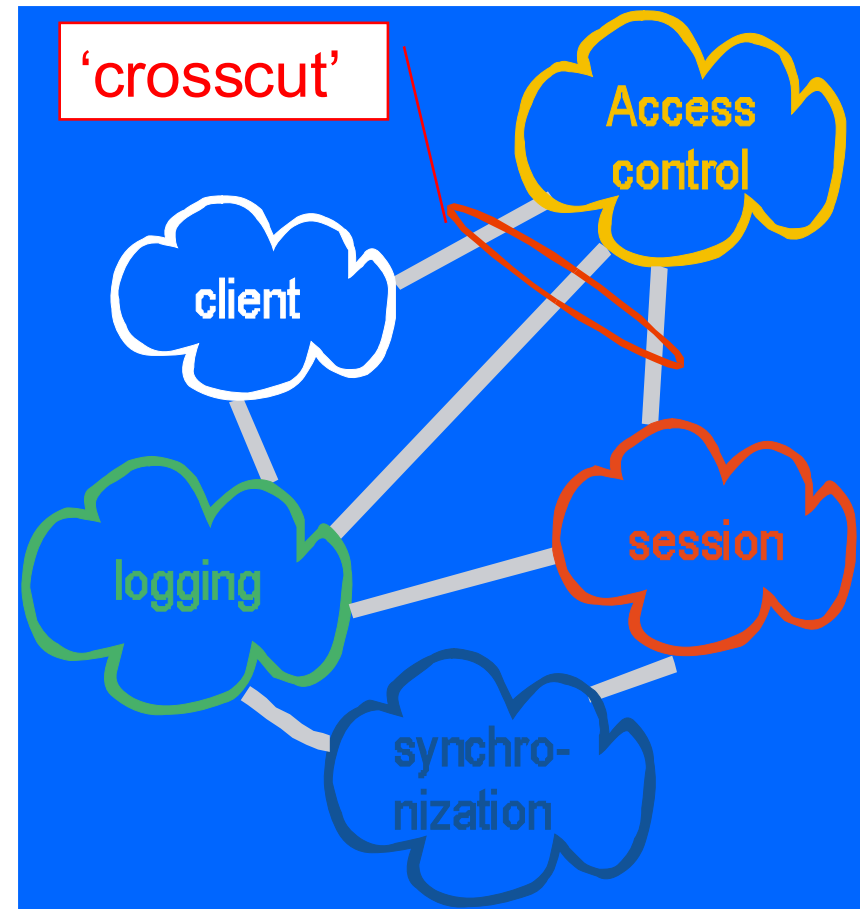 ‘crosscut’
Access
control
client
session
logging
synchro-
nization